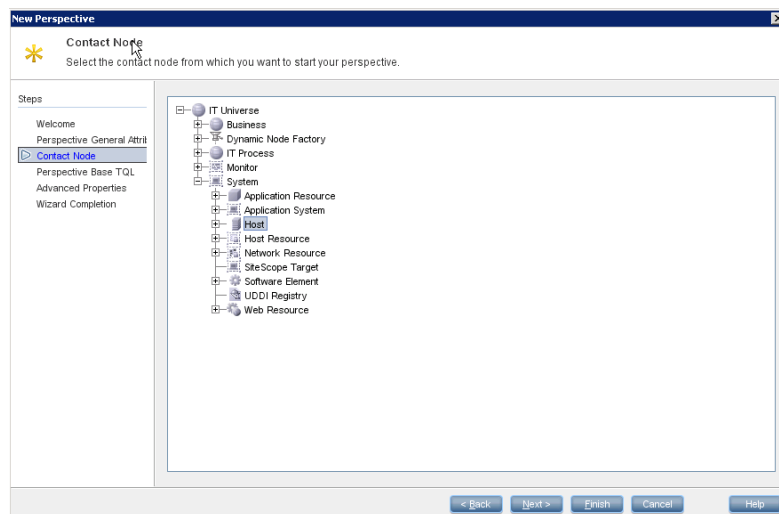 New Perspective
Contact Node
Select the contact node from which you want to start your perspective.
Steps
Welcome
Perspective General Attrib
Contact Node
Perspective Base TQL
Advanced Properties
Wizard Completion
IT Universe
Business
Dynamic Node Factory
IT Process
Monitor
System
Application Resource
Application System
Host
Host Resource
Network Resource
SiteScope Target
Software Element
UDDI Registry
Web Resource
< Back Next > Finish Cancel Help